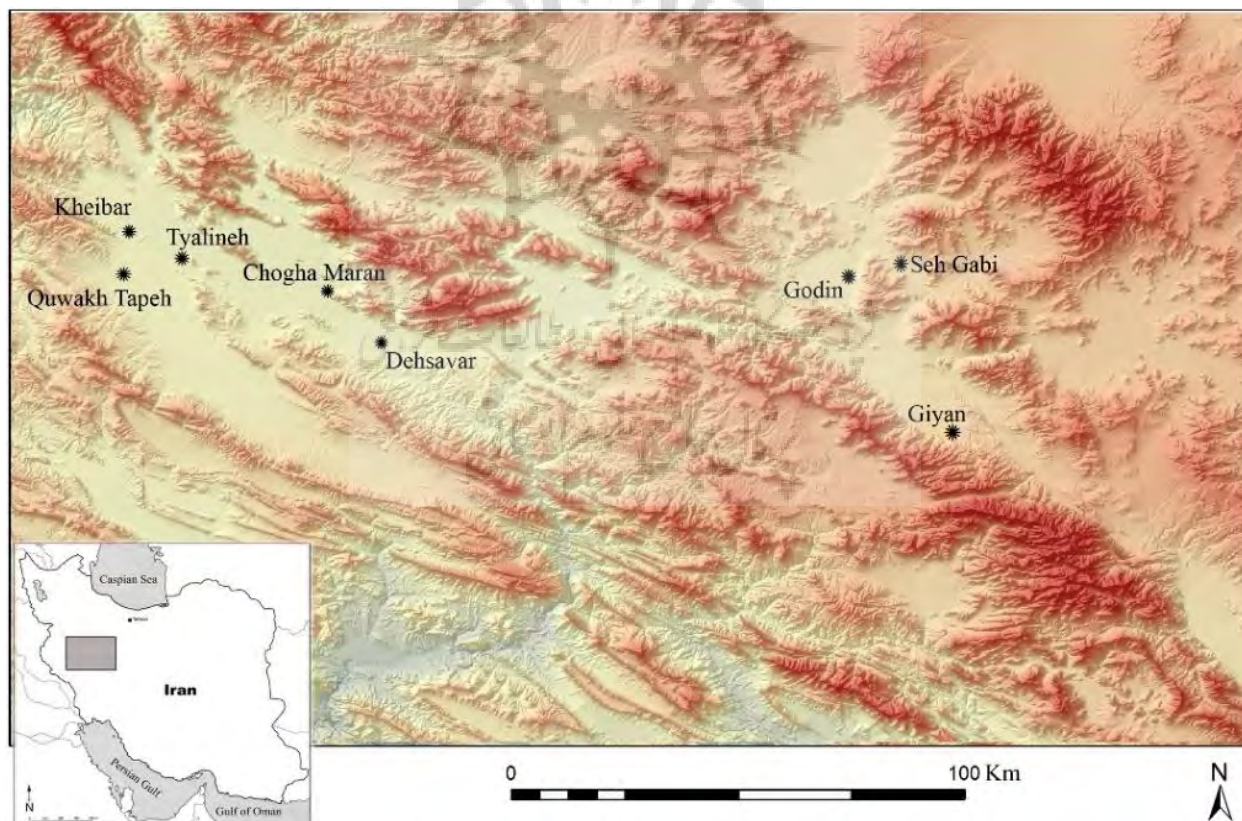 Kheibar
Tyalineh
Quwakh Tapeh
Chogha Maran
Dehsavar
Godin
Seh Gabi
Giyan
Caspian Sea
Iran
Persian Gulf
Gulf of Oman
N
0
100 Km
N